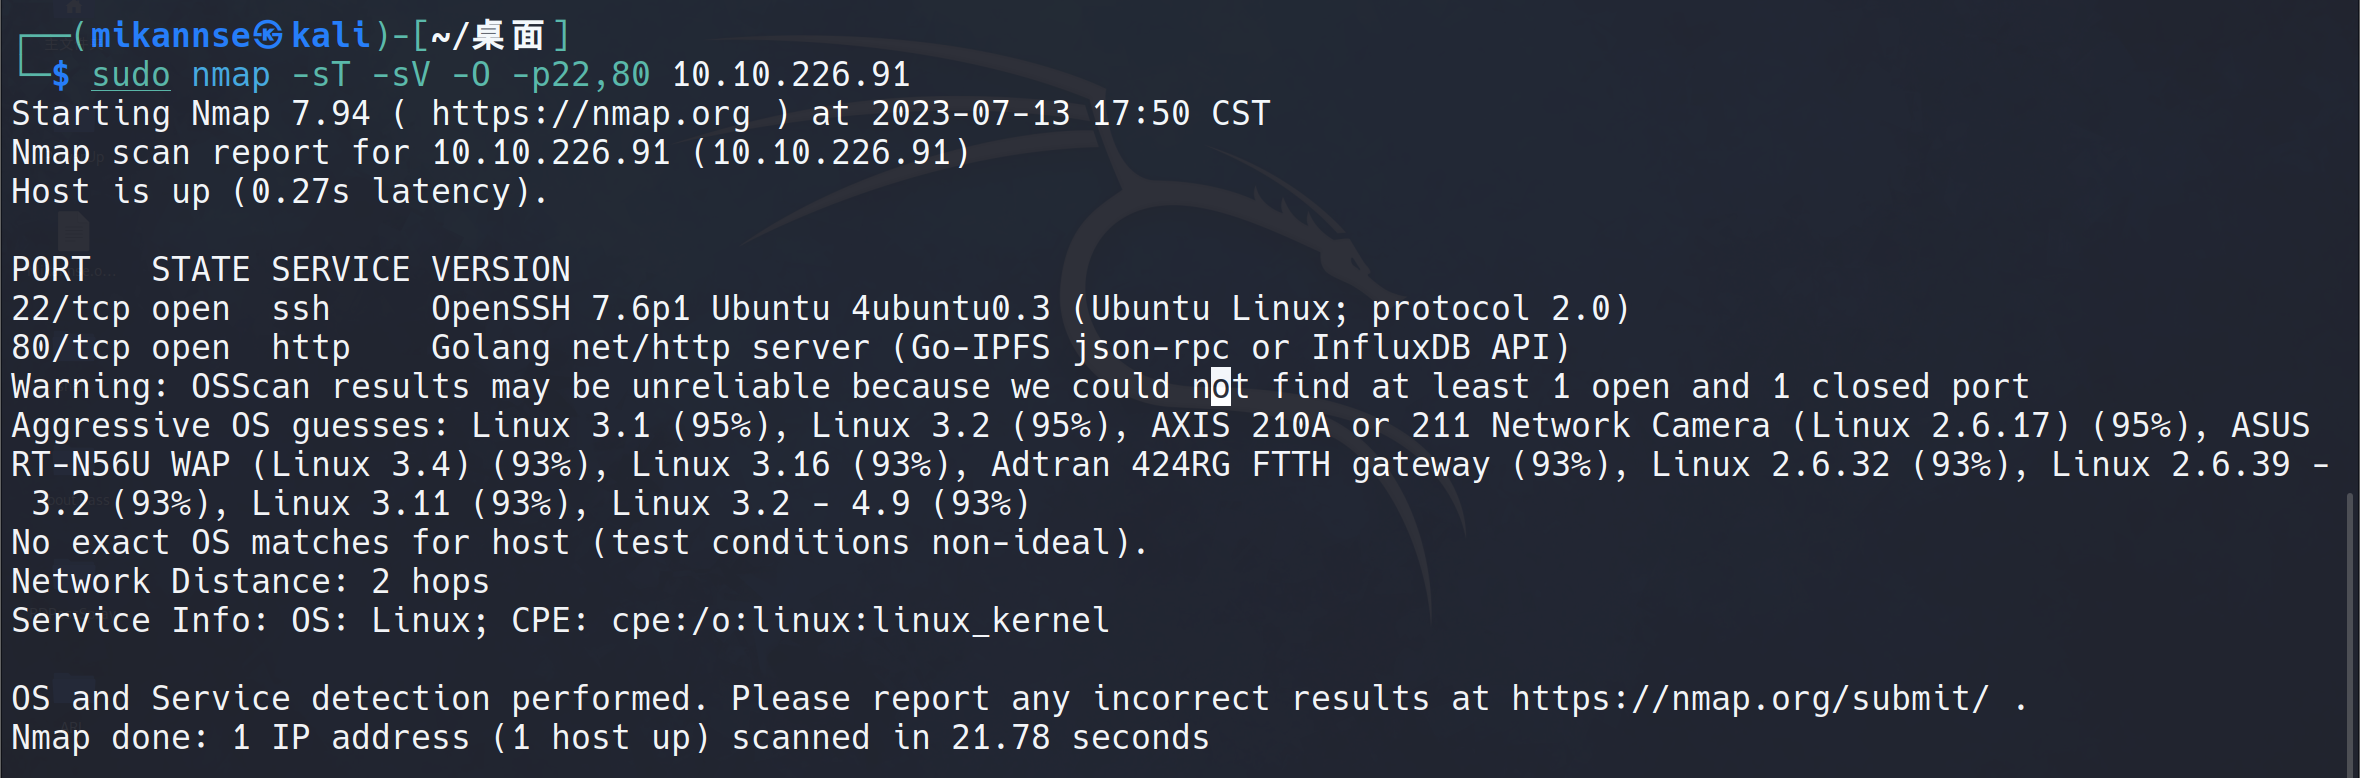 ┌──(mikannse㉿kali)-[~/桌面]
└─$ sudo nmap -sT -sV -O -p22,80 10.10.226.91
Starting Nmap 7.94 ( https://nmap.org ) at 2023-07-13 17:50 CST
Nmap scan report for 10.10.226.91 (10.10.226.91)
Host is up (0.27s latency).

PORT   STATE SERVICE VERSION
22/tcp open  ssh     OpenSSH 7.6p1 Ubuntu 4ubuntu0.3 (Ubuntu Linux; protocol 2.0)
80/tcp open  http    Golang net/http server (Go-IPFS json-rpc or InfluxDB API)
Warning: OSScan results may be unreliable because we could not find at least 1 open and 1 closed port
Aggressive OS guesses: Linux 3.1 (95%), Linux 3.2 (95%), AXIS 210A or 211 Network Camera (Linux 2.6.17) (95%), ASUS
RT-N56U WAP (Linux 3.4) (93%), Linux 3.16 (93%), Adtran 424RG FTTH gateway (93%), Linux 2.6.32 (93%), Linux 2.6.39 -
 3.2 (93%), Linux 3.11 (93%), Linux 3.2 - 4.9 (93%)
No exact OS matches for host (test conditions non-ideal).
Network Distance: 2 hops
Service Info: OS: Linux; CPE: cpe:/o:linux:linux_kernel

OS and Service detection performed. Please report any incorrect results at https://nmap.org/submit/ .
Nmap done: 1 IP address (1 host up) scanned in 21.78 seconds